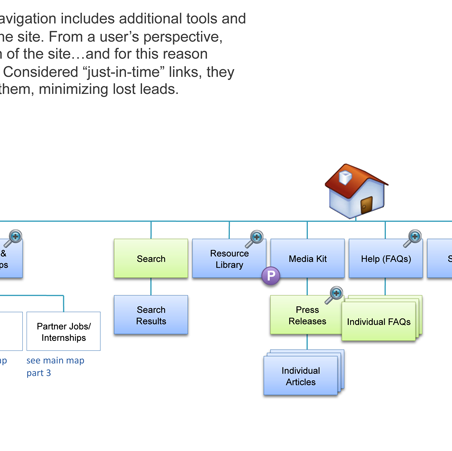 avigation includes additional tools and
he site. From a user's perspective,
n of the site…and for this reason
Considered “just-in-time” links, they
them, minimizing lost leads.
&
ps
Search
Resource
Library
P
Media Kit
Help (FAQs)
S
Search
Results
Press
Releases
Individual FAQs
Partner Jobs/
Internships
ap
see main map
part 3
Individual
Articles